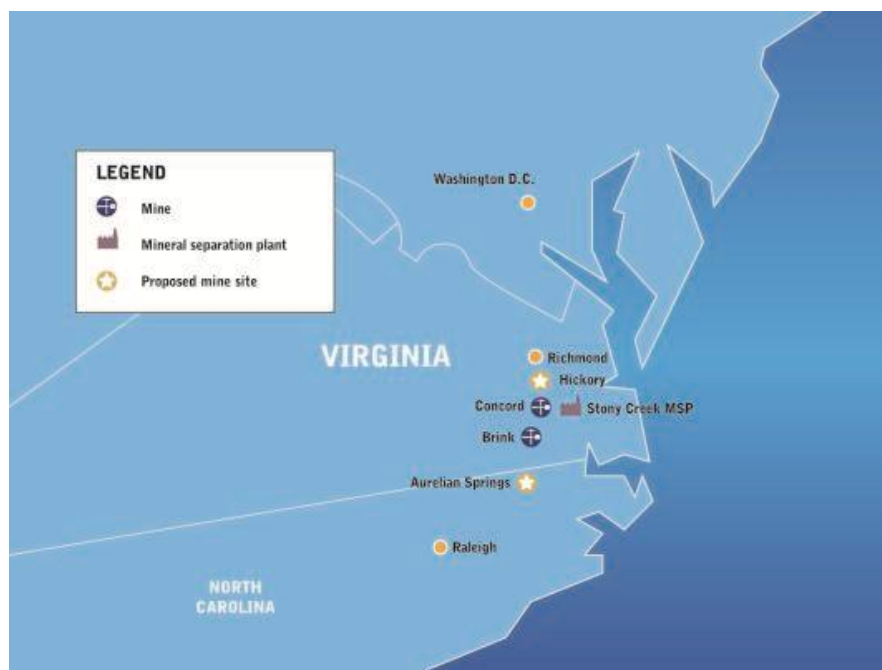 LEGEND
Mine
Mineral separation plant
Proposed mine site
Washington D.C.
VIRGINIA
Richmond
Hickory
Concord
Stony Creek MSP
Brink
Aurelian Springs
Raleigh
NORTH
CAROLINA